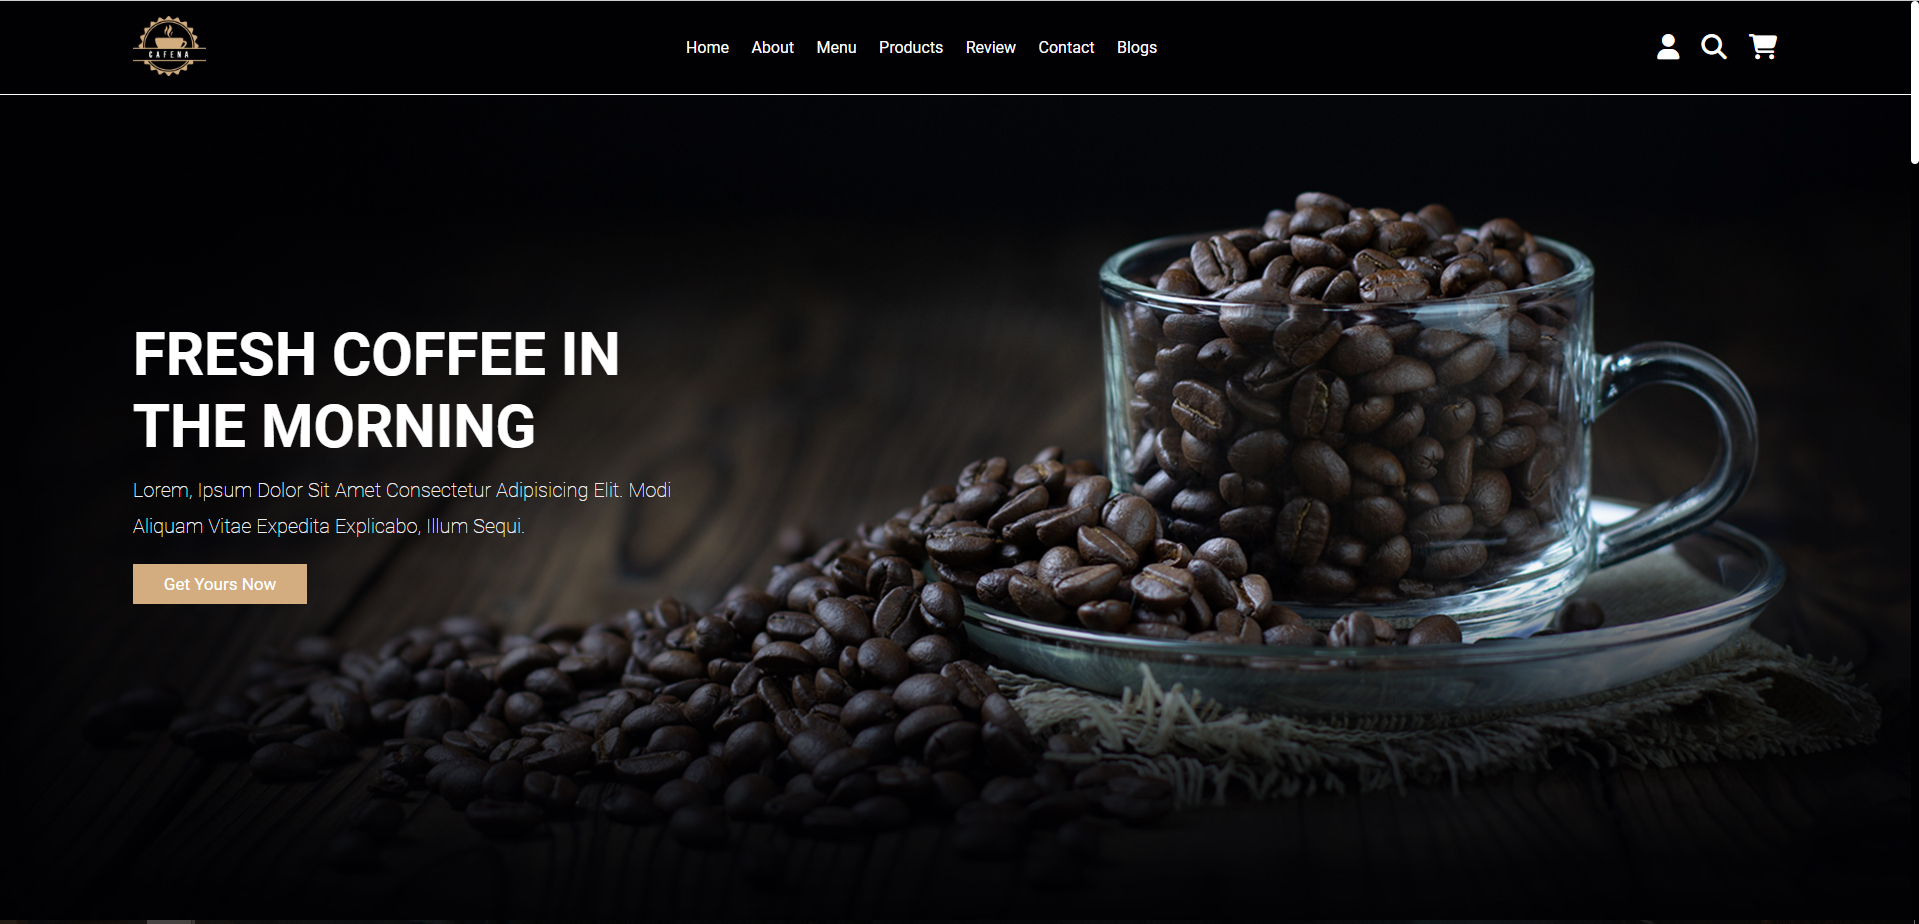 CAFENA
Home About Menu Products Review Contact Blogs
FRESH COFFEE IN
THE MORNING
Lorem, Ipsum Dolor Sit Amet Consectetur Adipisicing Elit. Modi
Aliquam Vitae Expedita Explicabo, Illum Sequi.
Get Yours Now